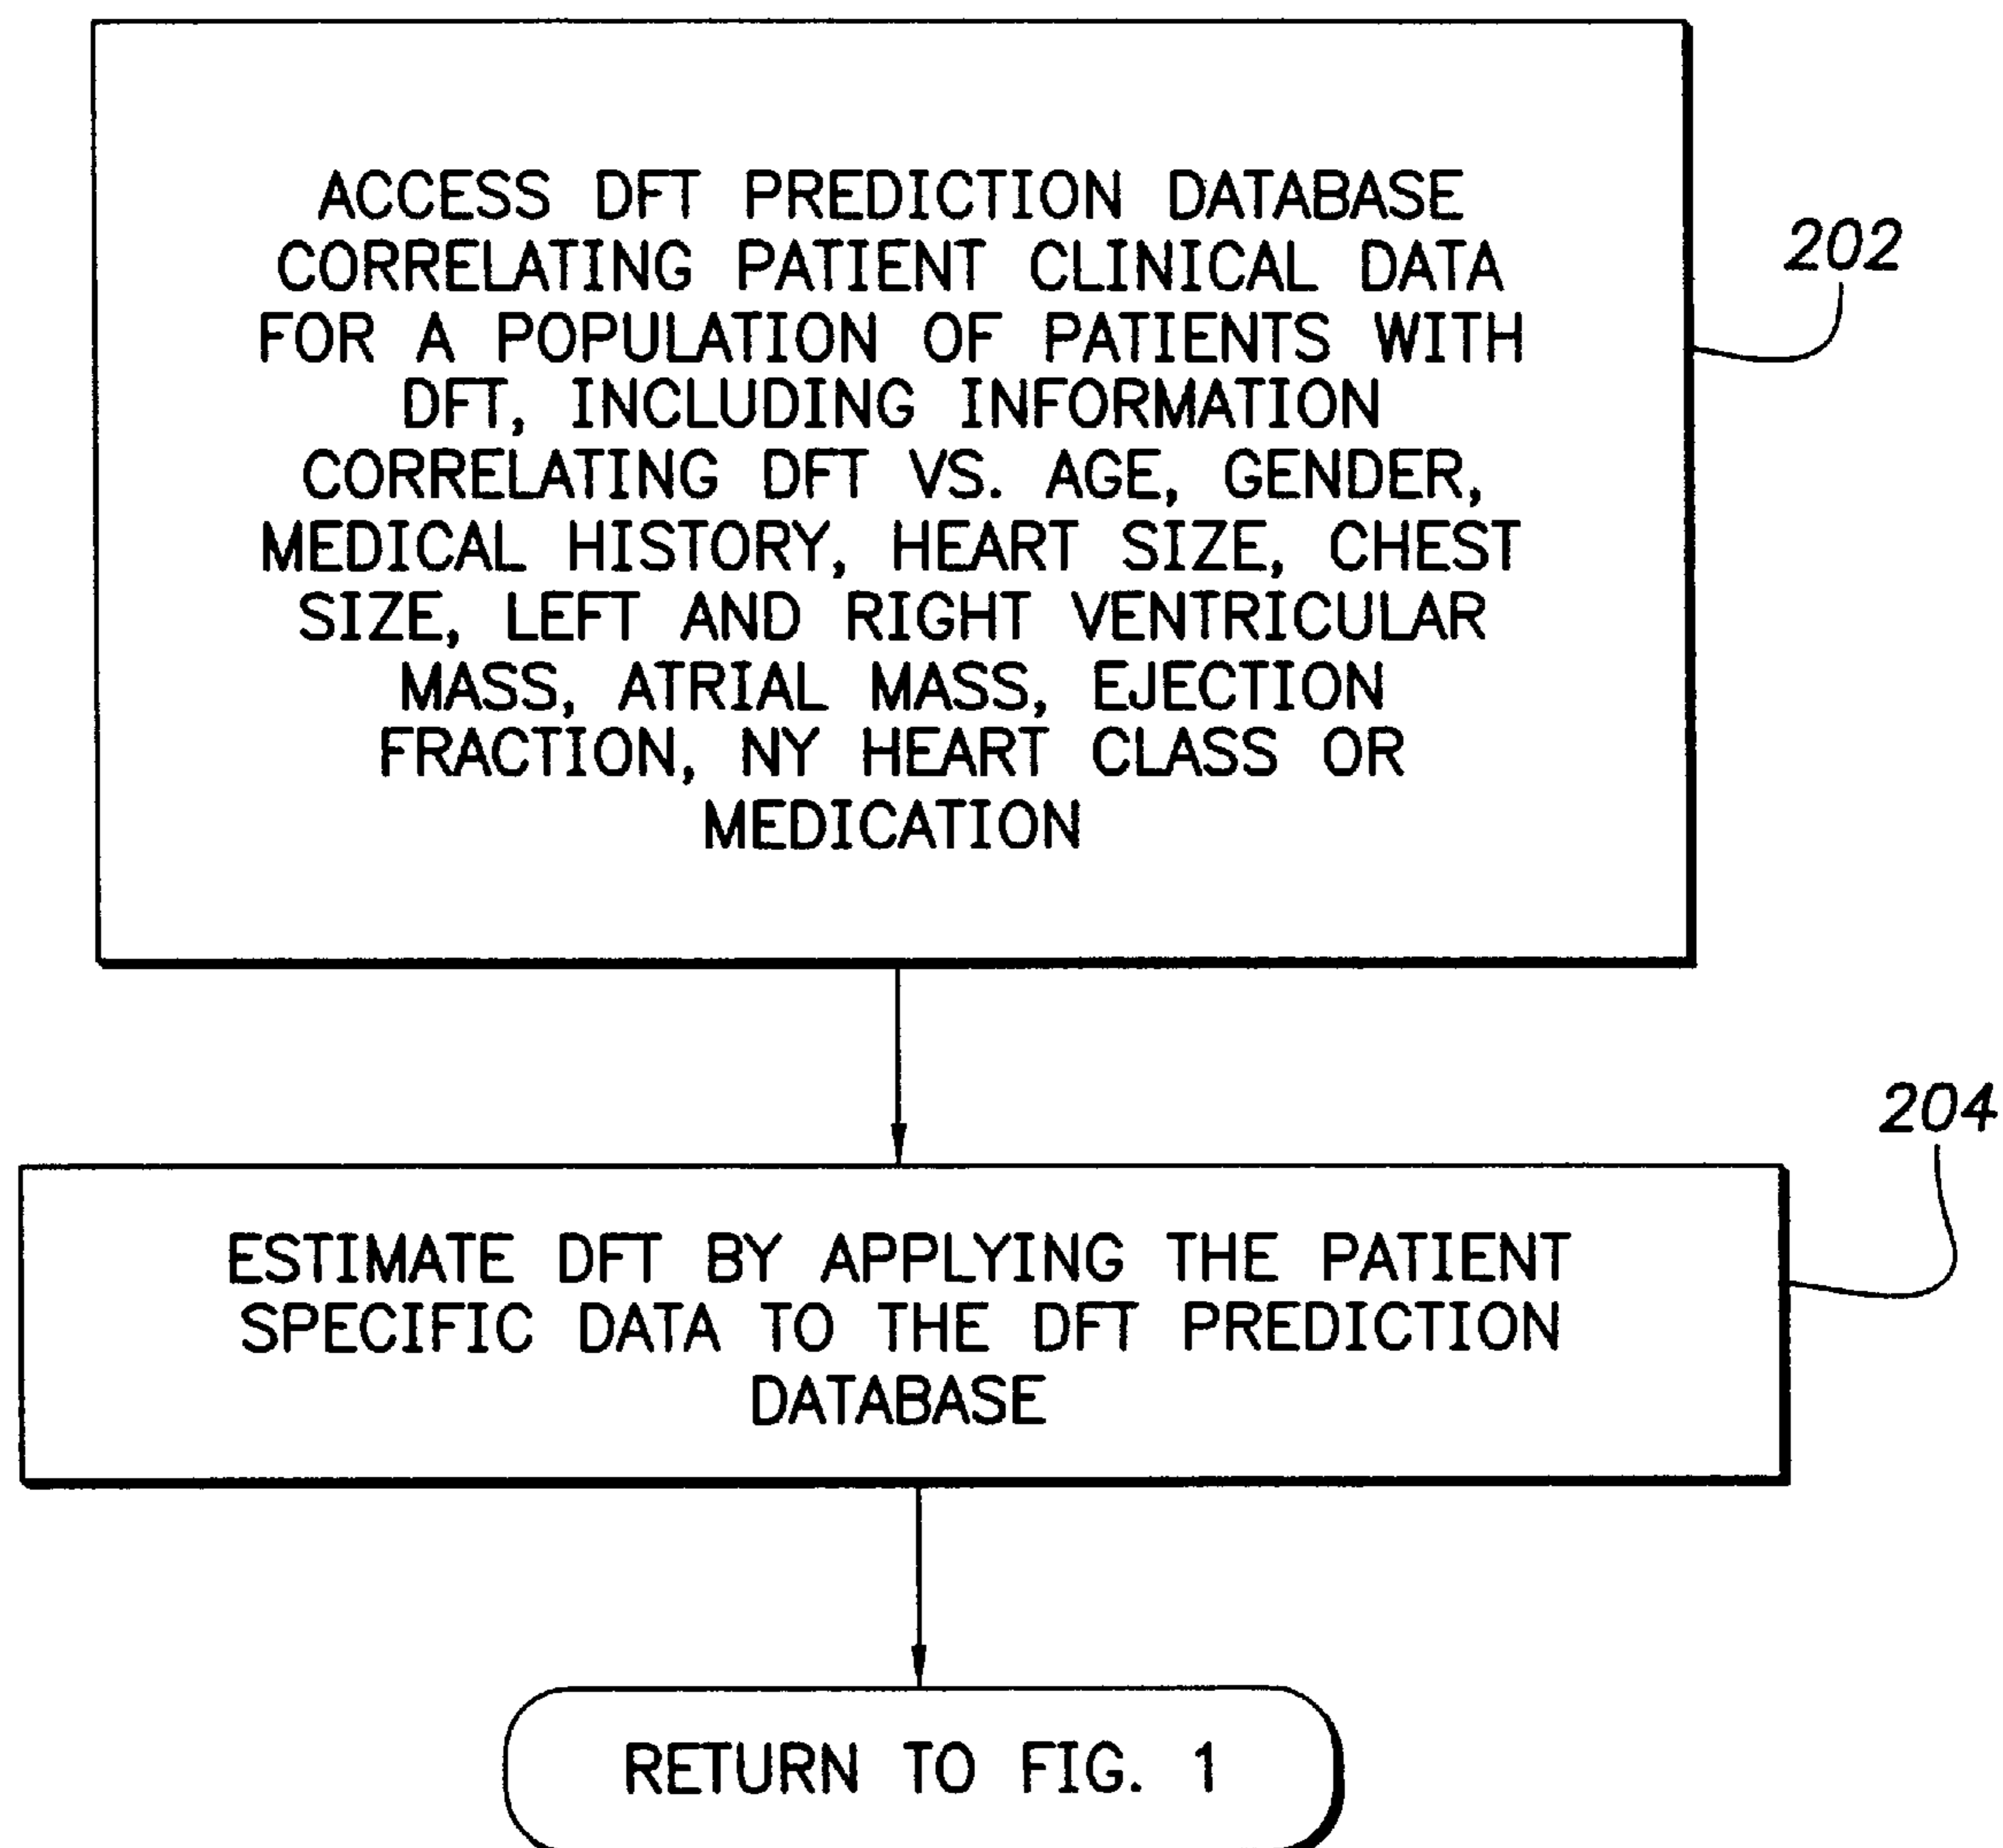 ACCESS DFT PREDICTION DATABASE
CORRELATING PATIENT CLINICAL DATA
FOR A POPULATION OF PATIENTS WITH
DFT, INCLUDING INFORMATION
CORRELATING DFT VS. AGE, GENDER,
MEDICAL HISTORY, HEART SIZE, CHEST
SIZE, LEFT AND RIGHT VENTRICULAR
MASS, ATRIAL MASS, EJECTION
FRACTION, NY HEART CLASS OR
MEDICATION
202
204
ESTIMATE DFT BY APPLYING THE PATIENT
SPECIFIC DATA TO THE DFT PREDICTION
DATABASE
RETURN TO FIG. 1